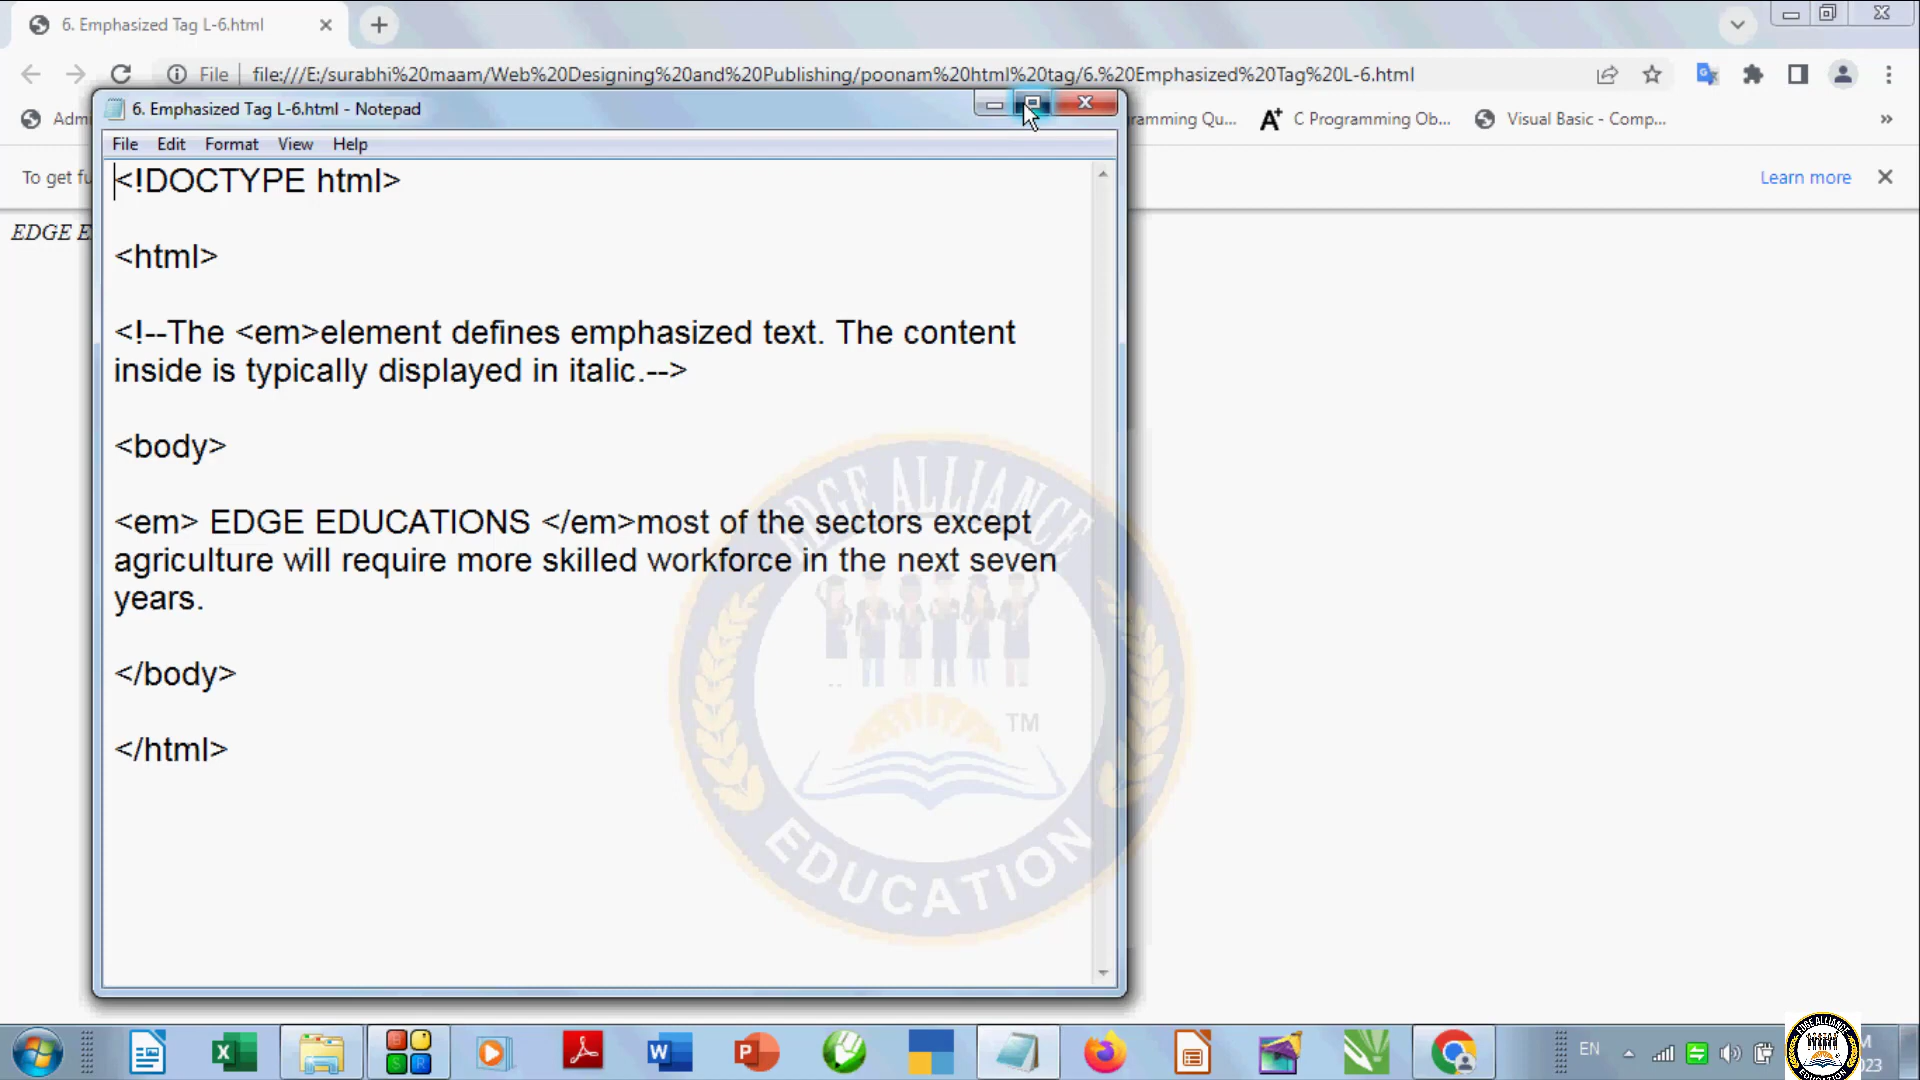 6. Emphasized Tag L-6.html
File
file:///E:/surabhi%20maam/Web%20Designing%20and%20Publishing/poonam%20html%20tag/6.%20Emphasized%20Tag%20L-6.html
6. Emphasized Tag L-6.html - Notepad
C Programming Ob...
Visual Basic - Comp...
»
File Edit Format View Help
To get
Learn more
<!DOCTYPE html>
EDGE
<html>
<!--The <em>element defines emphasized text. The content
inside is typically displayed in italic.-->
<body>
<em> EDGE EDUCATIONS </em>most of the sectors except
agriculture will require more skilled workforce in the next seven
years.
</body>
</html>
EDGE ALLIANCE
TM
EDUCATION
EN